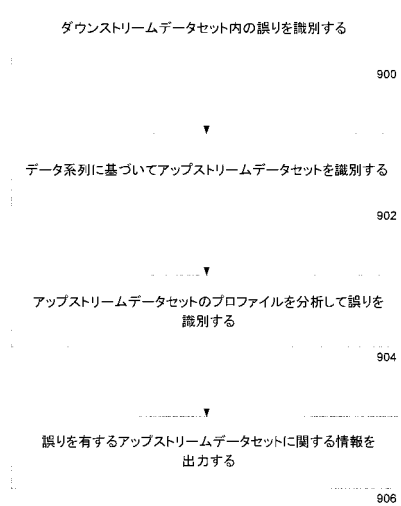 ダウンストリームデータセット内の誤りを識別する
900
データ系列に基づいてアップストリームデータセットを識別する
902
アップストリームデータセットのプロファイルを分析して誤りを
識別する
904
誤りを有するアップストリームデータセットに関する情報を
出力する
906